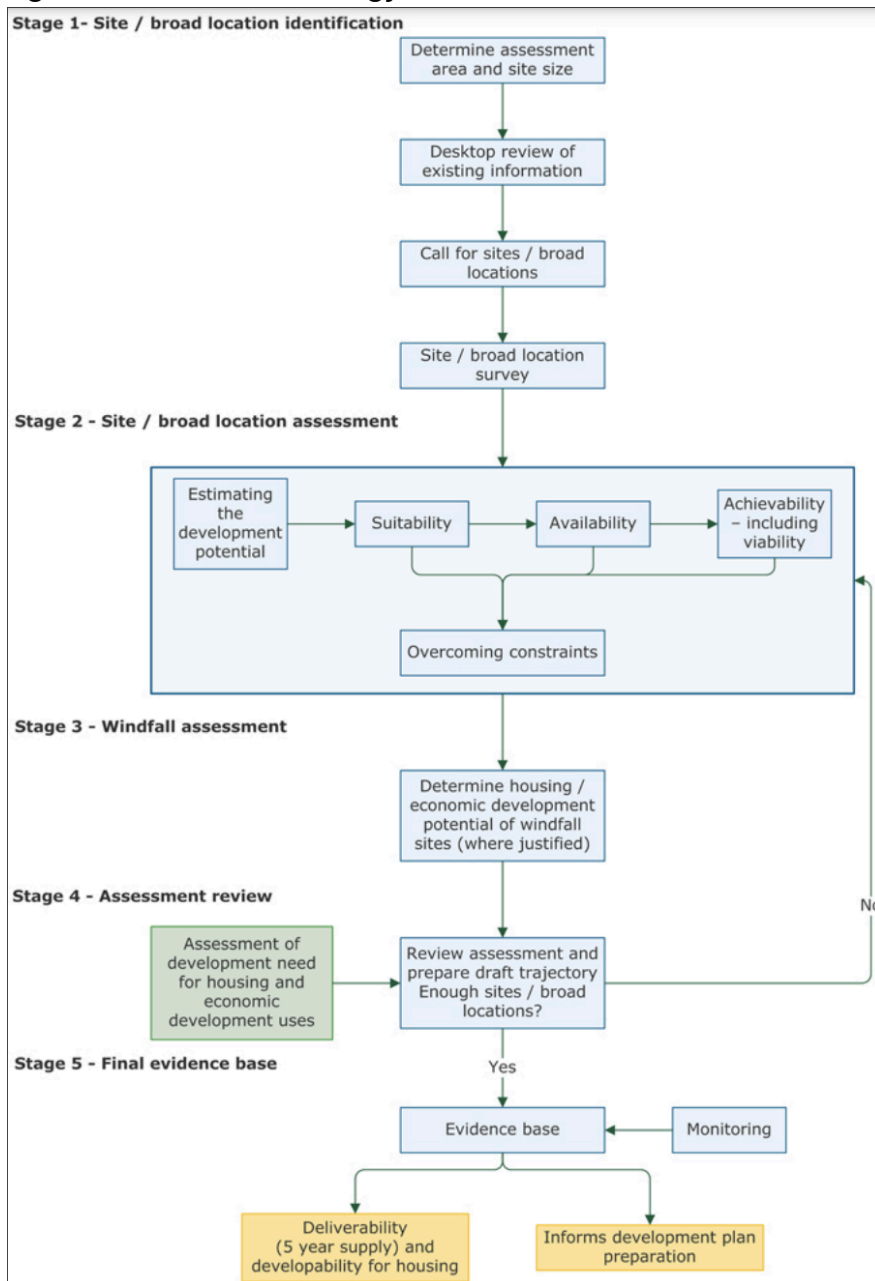 Stage 1- Site / broad location identification
Determine assessment
area and site size
Desktop review of
existing information
Call for sites / broad
locations
Site / broad location
survey
Stage 2 - Site / broad location assessment
Estimating
the
development
potential
Suitability
Availability
Achievability
– including
viability
Overcoming constraints
Stage 3 - Windfall assessment
Determine housing /
economic development
potential of windfall
sites (where justified)
Stage 4 - Assessment review
No
Assessment of
development need
for housing and
economic
development uses
Review assessment and
prepare draft trajectory
Enough sites / broad
locations?
Stage 5 - Final evidence base
Yes
Evidence base
Monitoring
Deliverability
(5 year supply) and
developability for housing
Informs development plan
preparation